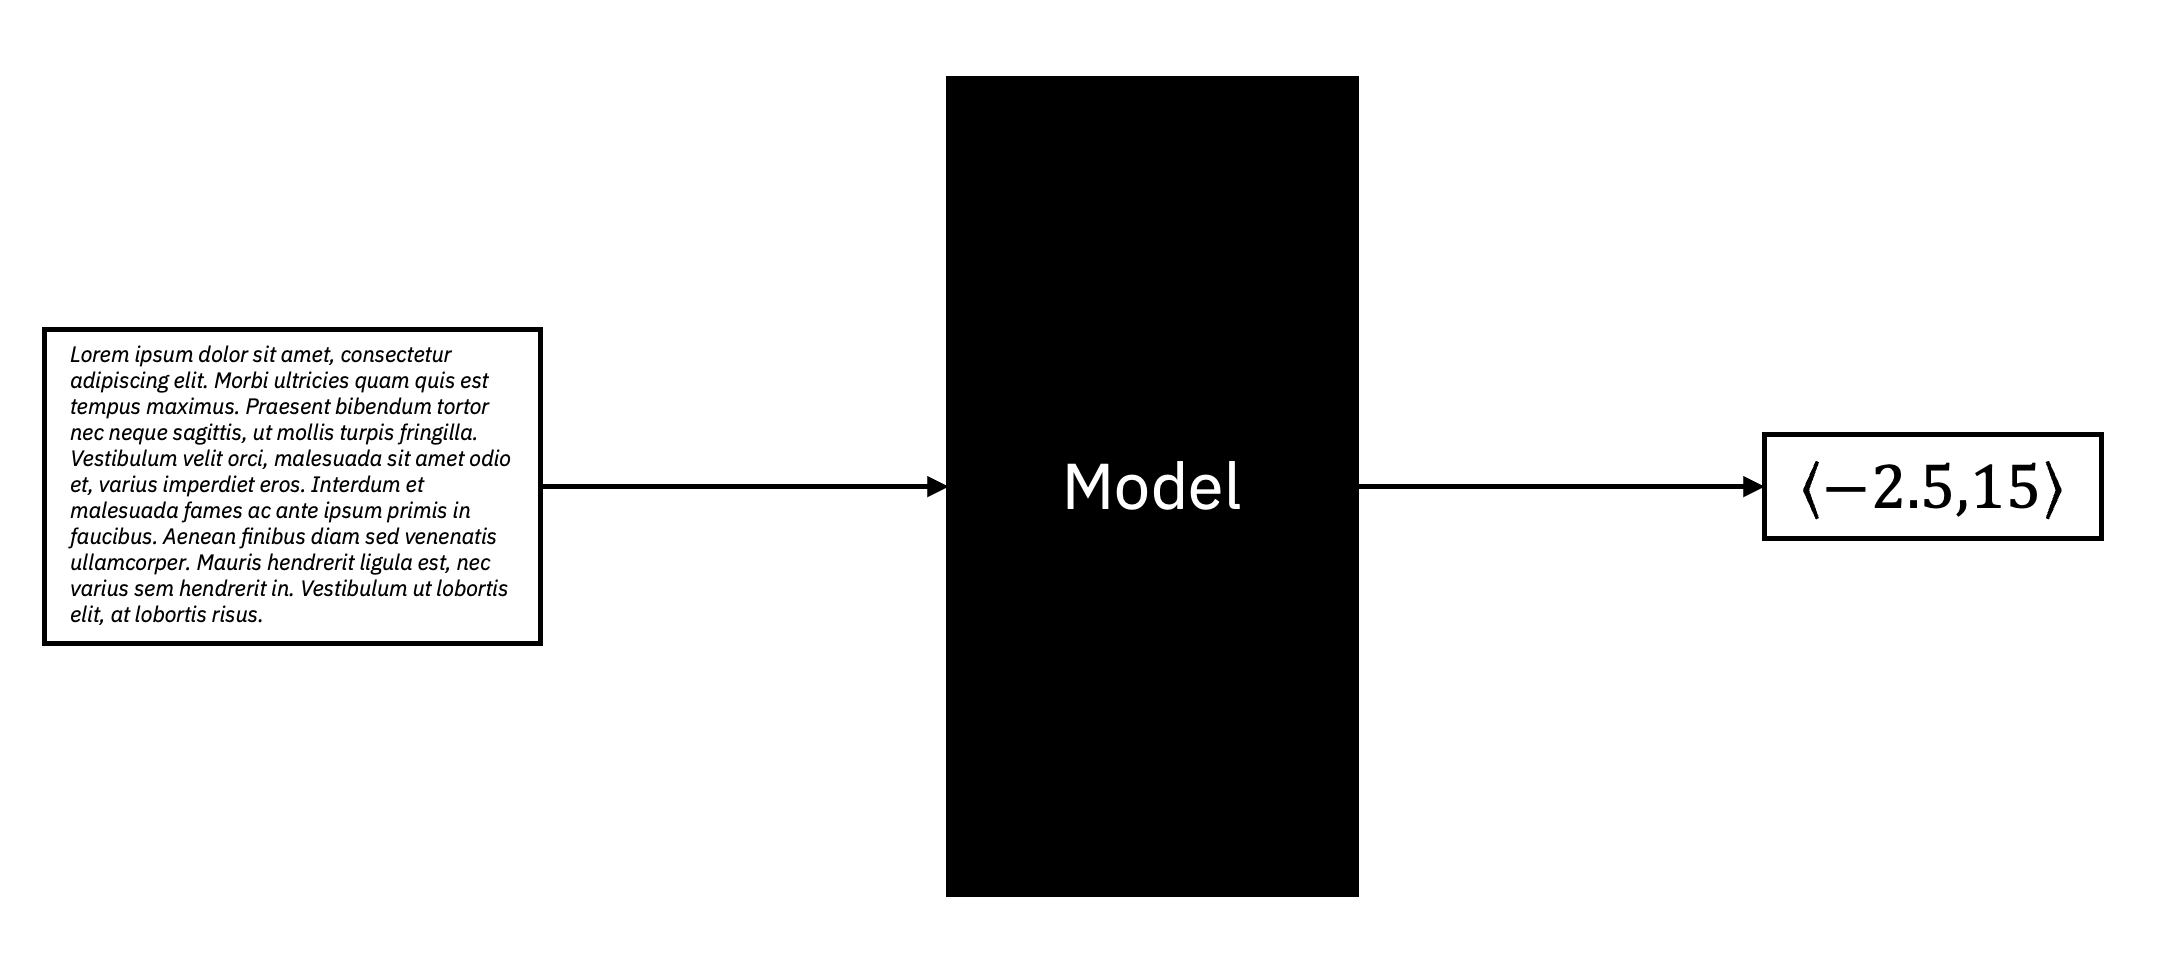 Lorem ipsum dolor sit amet, consectetur
adipiscing elit. Morbi ultricies quam quis est
tempus maximus. Praesent bibendum tortor
nec neque sagittis, ut mollis turpis fringilla.
Vestibulum velit orci, malesuada sit amet odio
et, varius imperdiet eros. Interdum et
malesuada fames ac ante ipsum primis in
faucibus. Aenean finibus diam sed venenatis
ullamcorper. Mauris hendrerit ligula est, nec
varius sem hendrerit in. Vestibulum ut lobortis
elit, at lobortis risus.
Model
⟨−2.5,15⟩